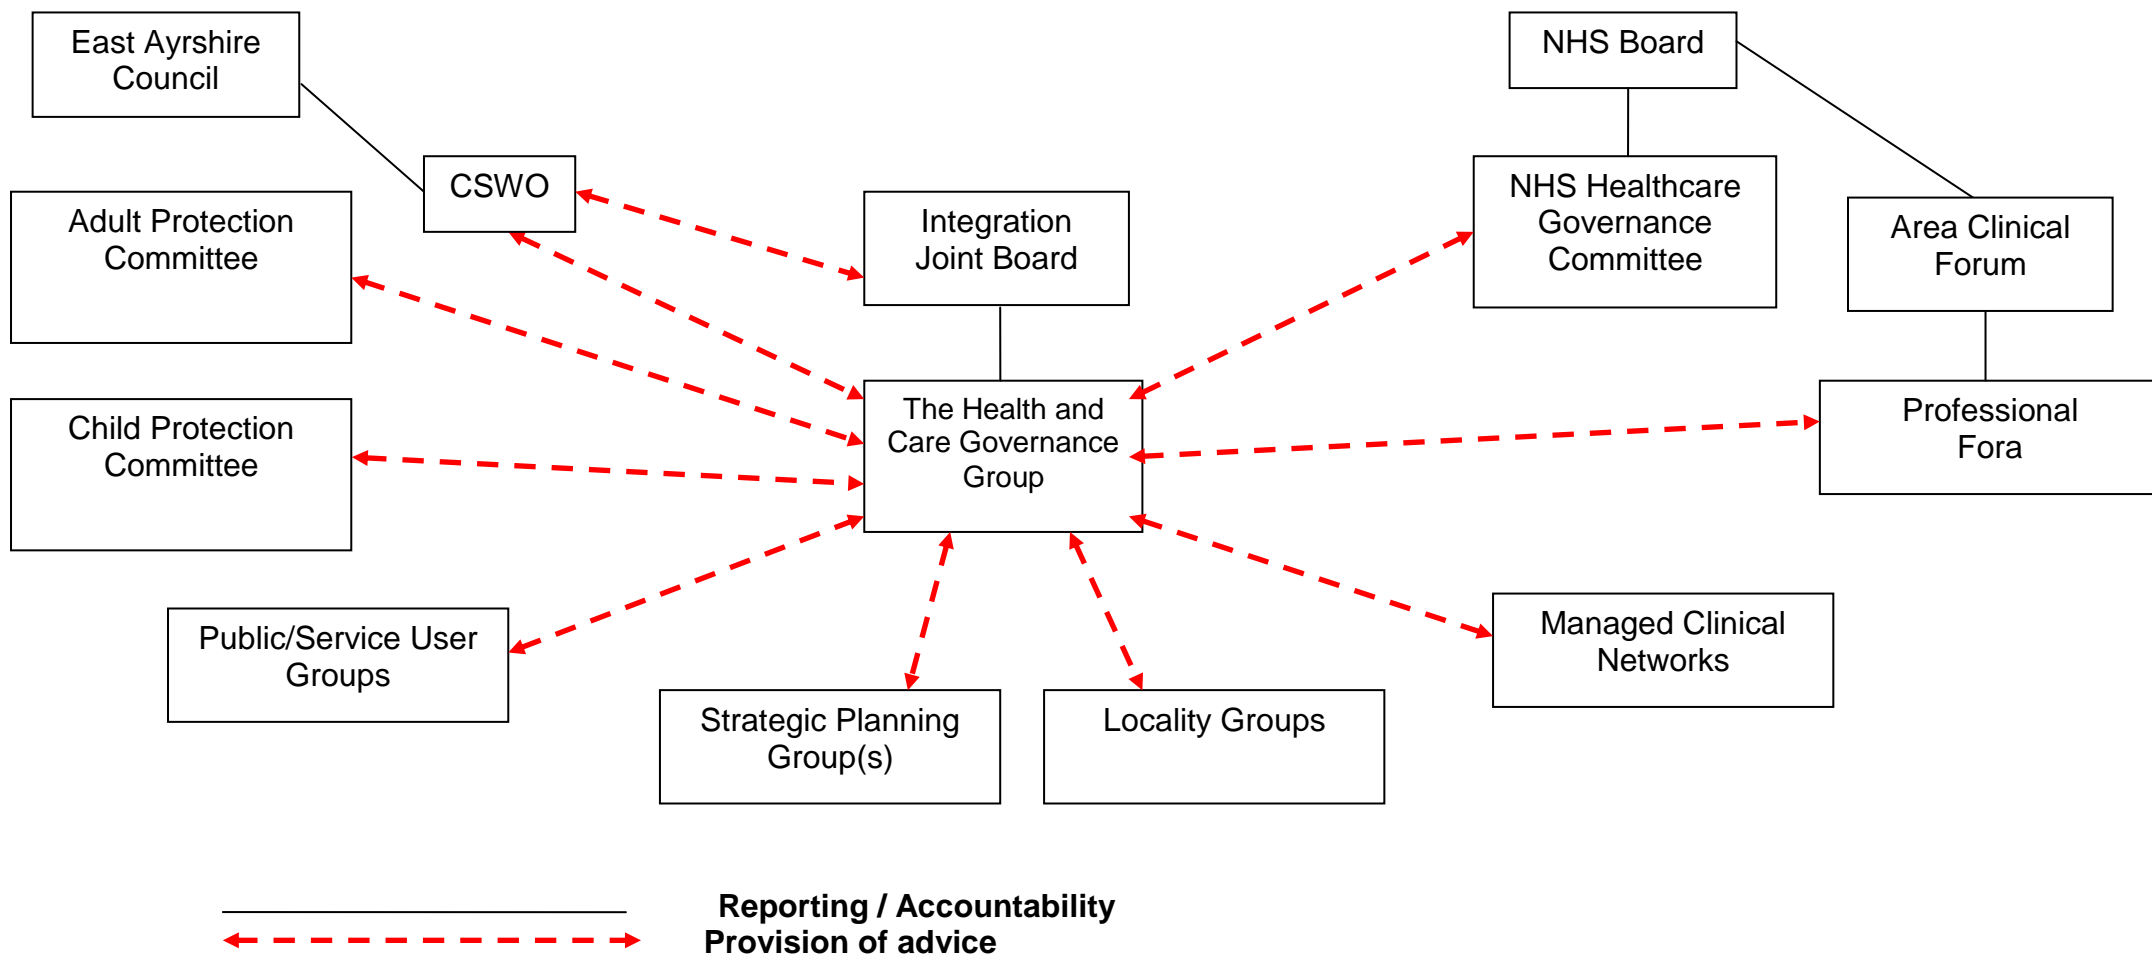 East Ayrshire
Council
NHS Board
CSWO
Adult Protection
Committee
Integration
Joint Board
NHS Healthcare
Governance
Committee
Area Clinical
Forum
Child Protection
Committee
The Health and
Care Governance
Group
Professional
Fora
Public/Service User
Groups
Strategic Planning
Group(s)
Locality Groups
Managed Clinical
Networks
Reporting / Accountability
Provision of advice